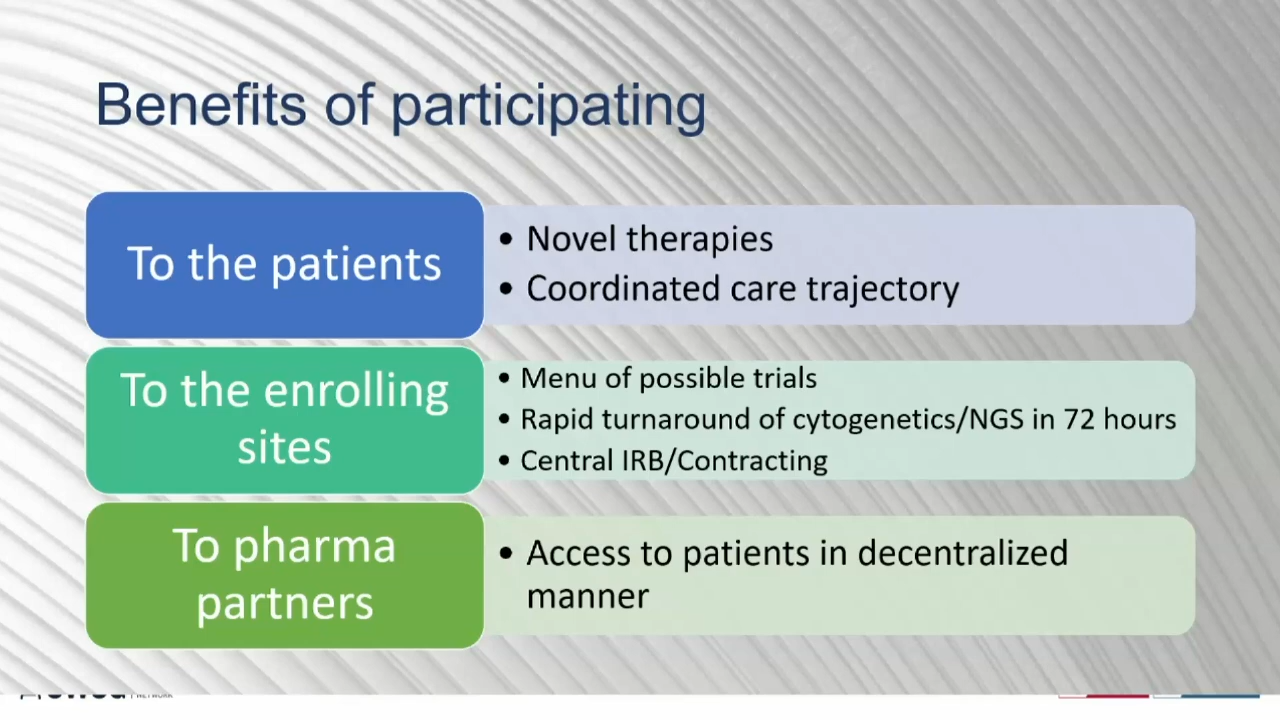 Benefits of participating
To the patients
• Novel therapies
• Coordinated care trajectory
To the enrolling
sites
• Menu of possible trials
• Rapid turnaround of cytogenetics/NGS in 72 hours
• Central IRB/Contracting
To pharma
partners
• Access to patients in decentralized
manner
NETWORK